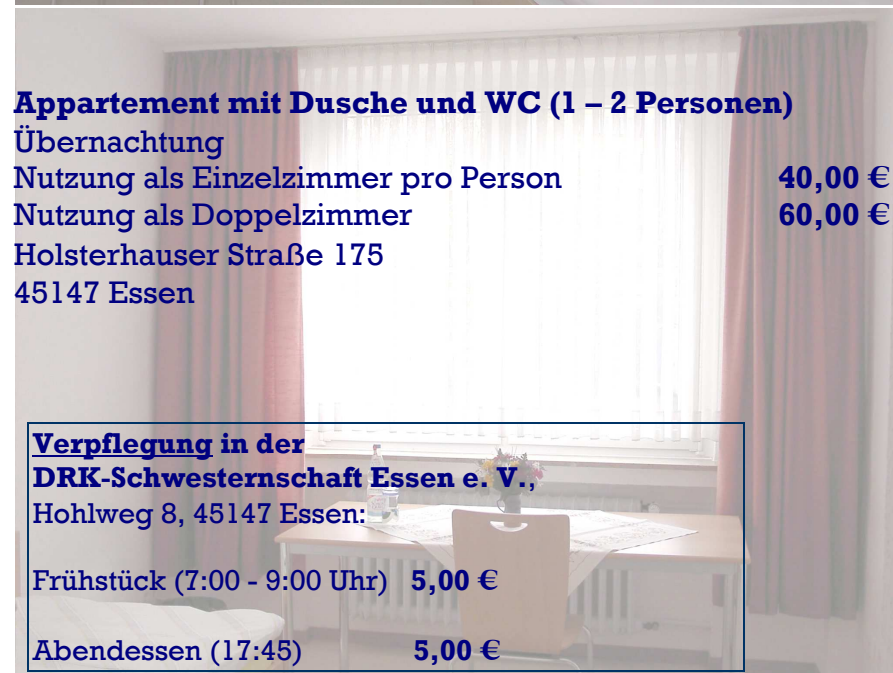 Appartement mit Dusche und WC (1 – 2 Personen)
Übernachtung
Nutzung als Einzelzimmer pro Person 40,00 €
Nutzung als Doppelzimmer 60,00 €
Holsterhauser Straße 175
45147 Essen
Verpflegung in der
DRK-Schwesternschaft Essen e. V.,
Hohlweg 8, 45147 Essen:
Frühstück (7:00 - 9:00 Uhr) 5,00 €
Abendessen (17:45) 5,00 €